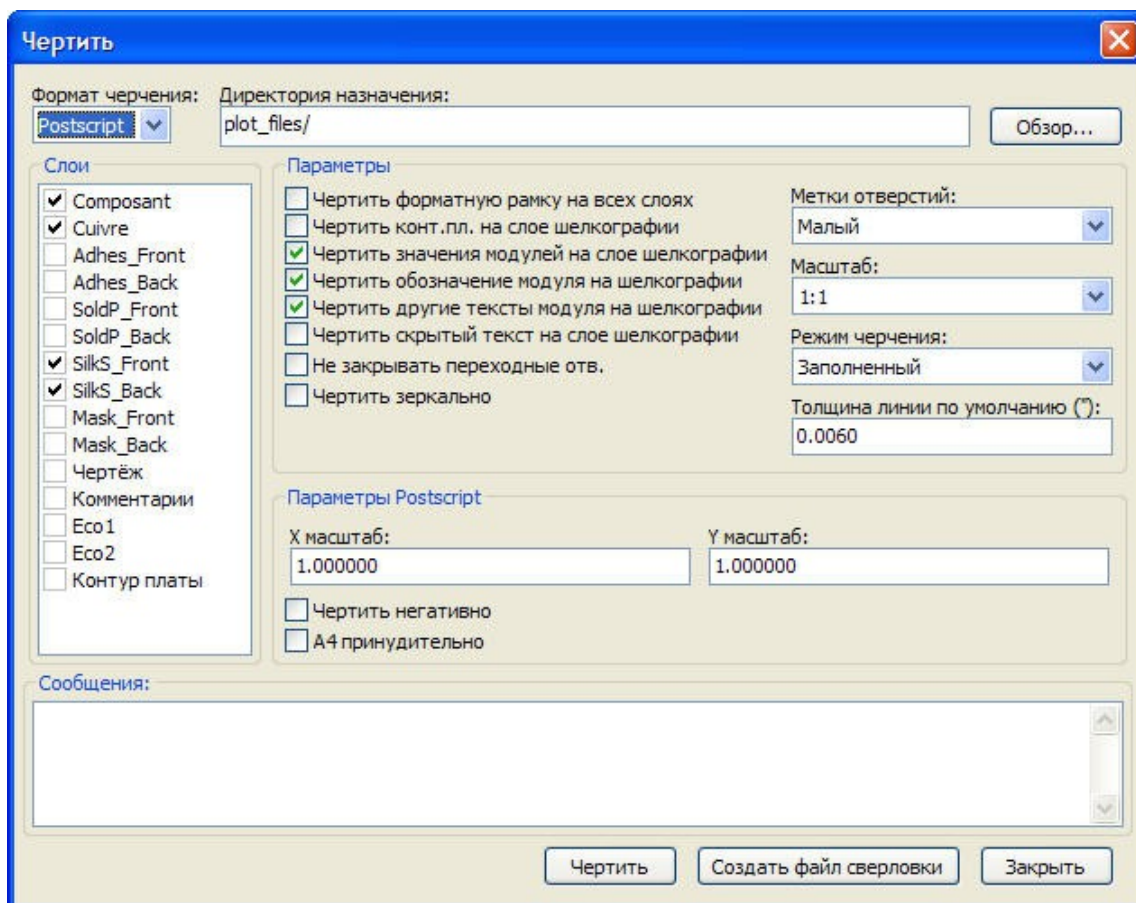 Чертить
Формат черчения:
Директория назначения:
Postscript
plot_files/
Обзор...
Слои
Composant
Cuivre
Adhes_Front
Adhes_Back
SoldP_Front
SoldP_Back
SilkS_Front
SilkS_Back
Mask_Front
Mask_Back
Чертёж
Комментарии
Eco1
Eco2
Контур платы
Параметры
Чертить форматную рамку на всех слоях
Чертить конт.пл. на слое шелкографии
Чертить значения модулей на слое шелкографии
Чертить обозначение модуля на шелкографии
Чертить другие тексты модуля на шелкографии
Чертить скрытый текст на слое шелкографии
Не закрывать переходные отв.
Чертить зеркально
Метки отверстий:
Малый
Масштаб:
1:1
Режим черчения:
Заполненный
Толщина линии по умолчанию ("):
0.0060
Параметры Postscript
X масштаб:
1.000000
Y масштаб:
1.000000
Чертить негативно
A4 принудительно
Сообщения:
Чертить
Создать файл сверловки
Закрыть